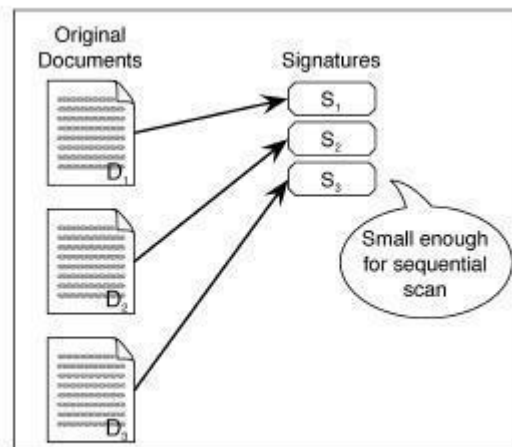 Original
Documents
Signatures
D₁
S₁
S₂
S₃
D₂
Small enough
for sequential
scan
D₃